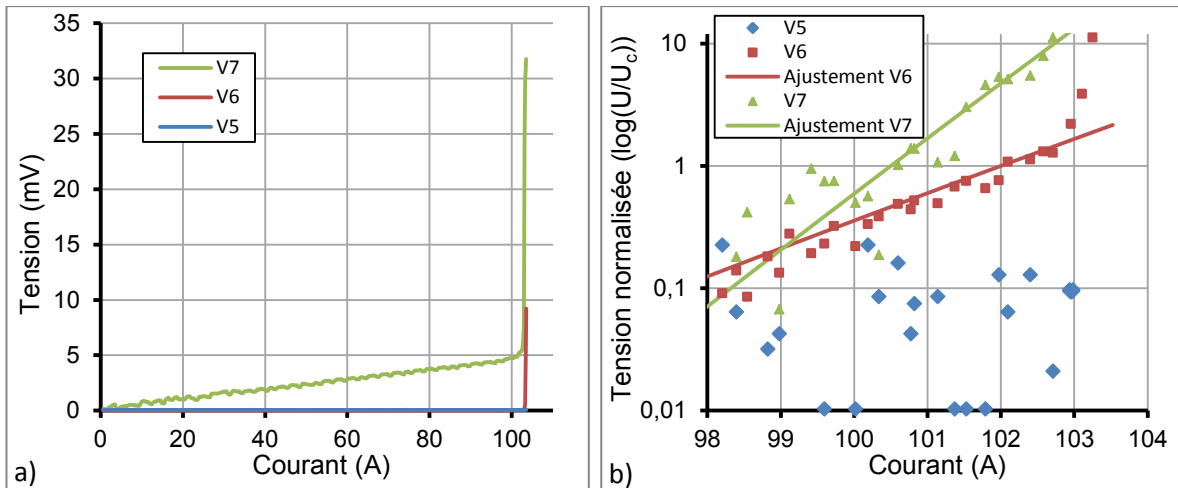 35
30
25
20
15
10
5
0
Tension (mV)
V7
V6
V5
0 20 40 60 80 100
Courant (A)
a)
10
1
0,1
0,01
Tension normalisée (log(U/Uc))
V5
V6
Ajustement V6
V7
Ajustement V7
98 99 100 101 102 103 104
Courant (A)
b)